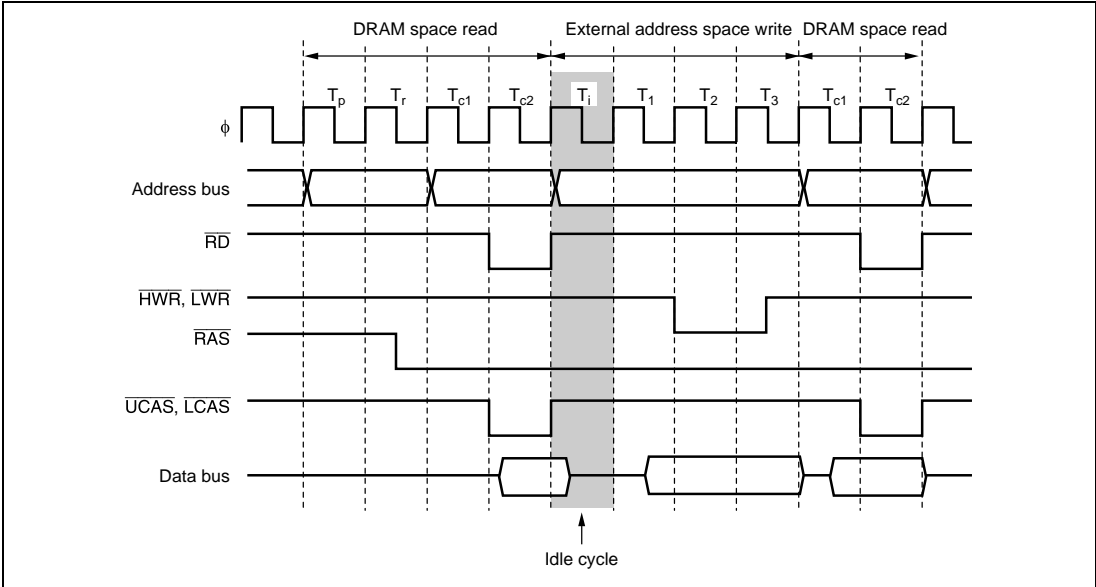 DRAM space read External address space write DRAM space read
Tp Tr Tc1 Tc2 Ti T1 T2 T3 Tc1 Tc2
φ
Address bus
RD
HWR, LWR
RAS
UCAS, LCAS
Data bus
Idle cycle